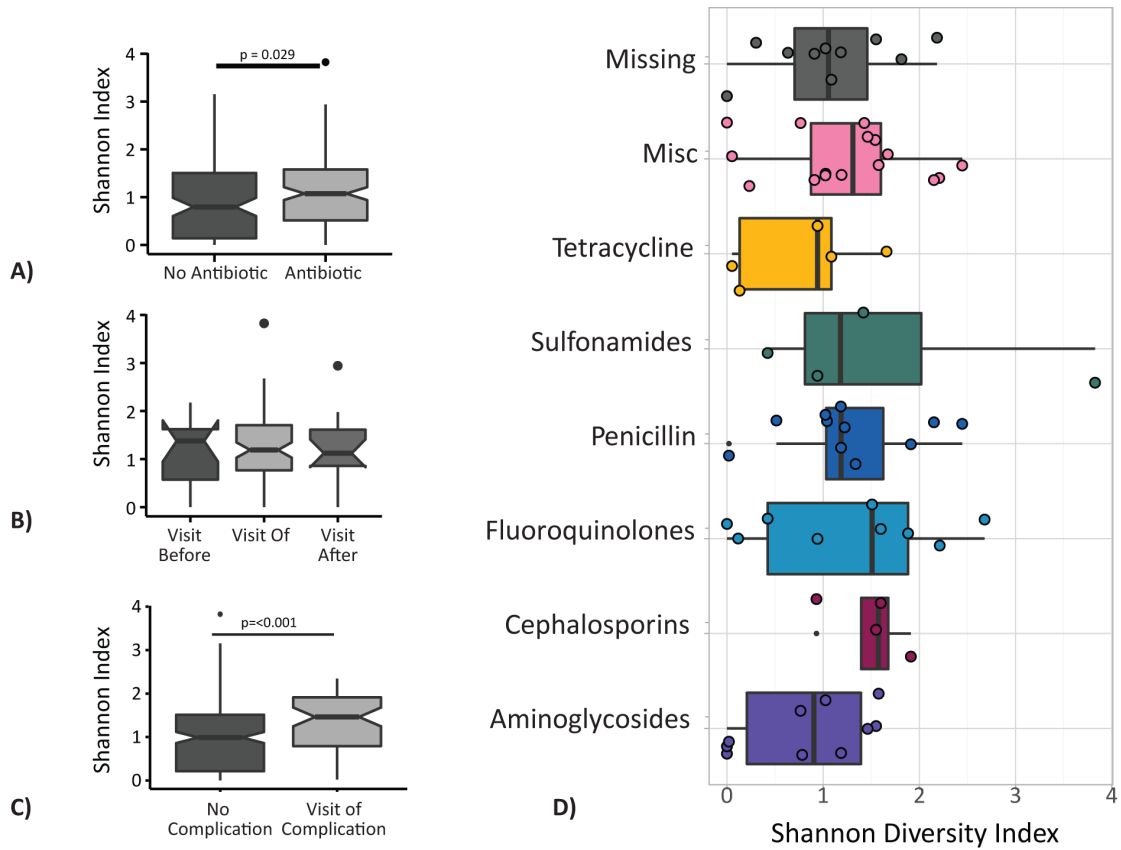 4
p = 0.029
3
2
1
0
Shannon Index
No Antibiotic
Antibiotic
A)
4
3
2
1
0
Shannon Index
Visit
Before
Visit Of
Visit
After
B)
4
p=<0.001
3
2
1
0
Shannon Index
No
Complication
Visit of
Complication
C)
Missing
Misc
Tetracycline
Sulfonamides
Penicillin
Fluoroquinolones
Cephalosporins
Aminoglycosides
0 1 2 3 4
Shannon Diversity Index
D)